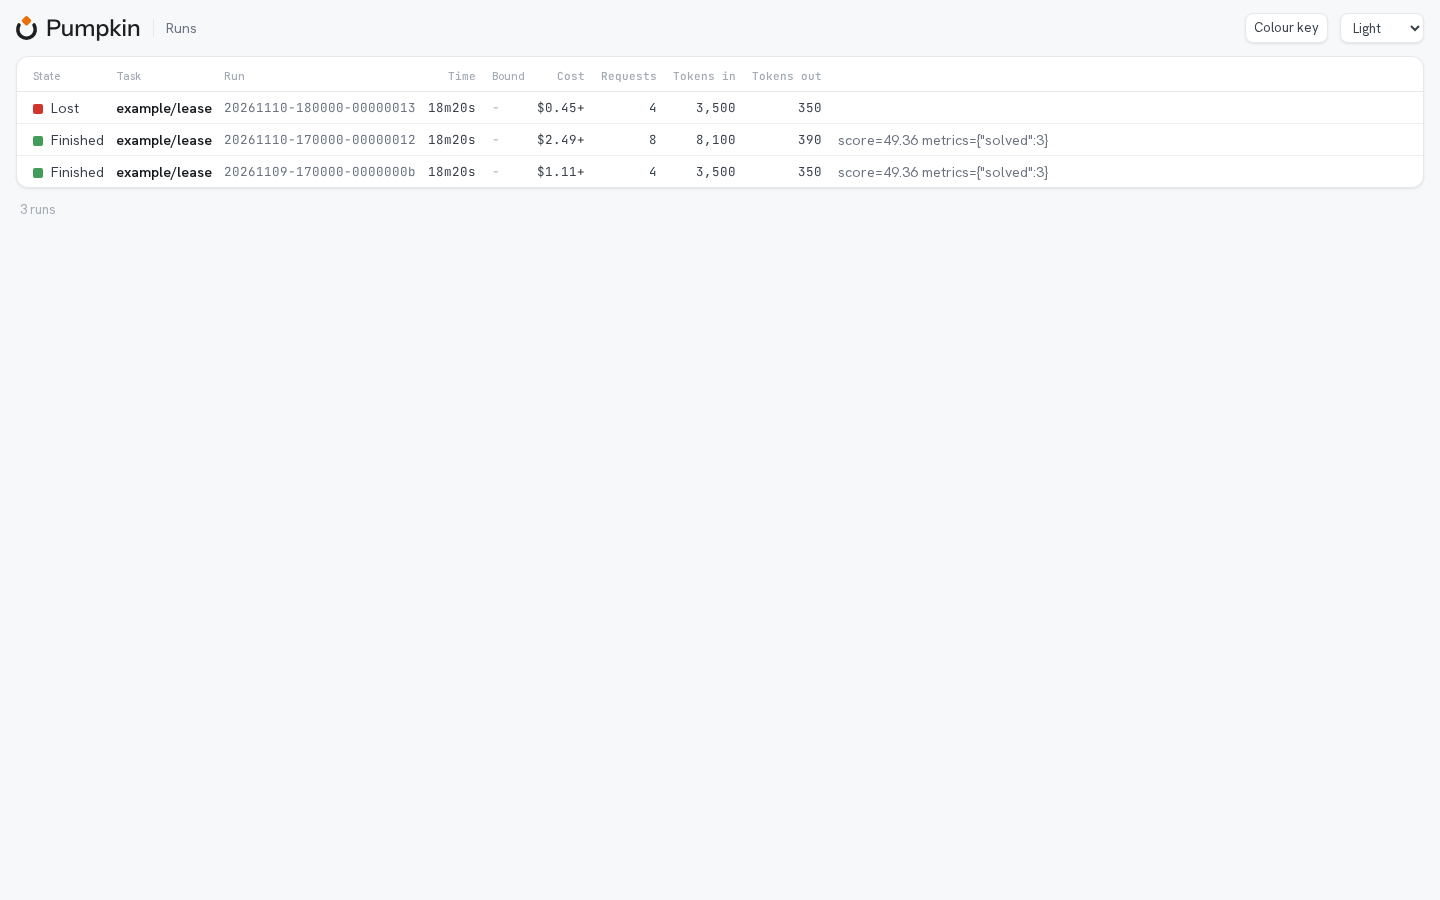 Pumpkin Runs Colour key Light
State Task Run Time Bound Cost Requests Tokens in Tokens out
Lost example/lease 20261110-180000-00000013 18m20s - $0.45+ 4 3,500 350
Finished example/lease 20261110-170000-00000012 18m20s - $2.49+ 8 8,100 390 score=49.36 metrics={"solved":3}
Finished example/lease 20261109-170000-0000000b 18m20s - $1.11+ 4 3,500 350 score=49.36 metrics={"solved":3}
3 runs